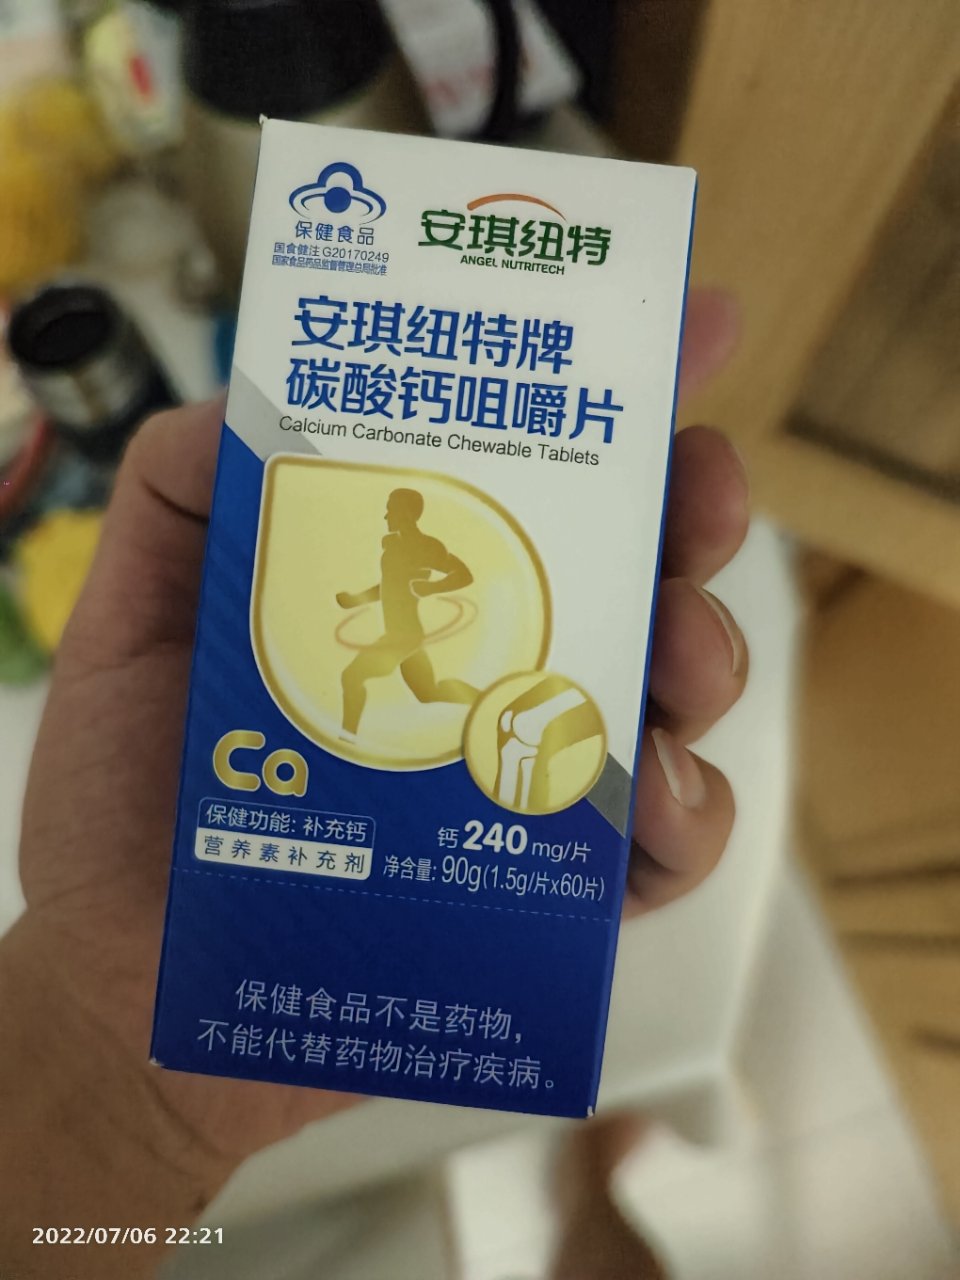 保健食品
国食健注G20170249
国家食品药品监督管理总局批准
安琪纽特
ANGEL NUTRITECH
安琪纽特牌
碳酸钙咀嚼片
Calcium Carbonate Chewable Tablets
Ca
保健功能: 补充钙
营养素补充剂
钙240mg/片
净含量: 90g(1.5g/片x60片)
保健食品不是药物，
不能代替药物治疗疾病。
2022/07/06 22:21